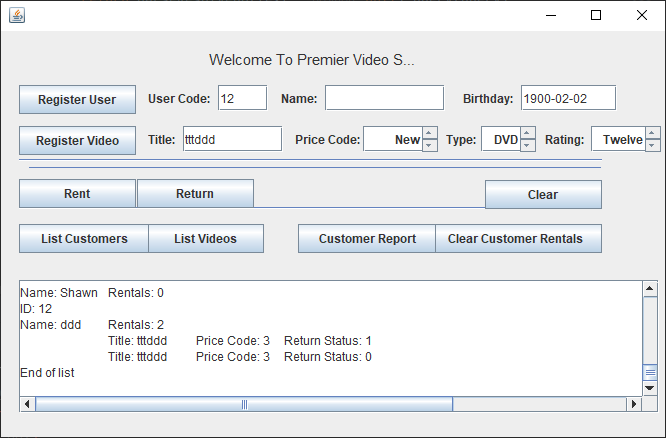 Welcome To Premier Video S...
Register User User Code: 12 Name: Birthday: 1900-02-02
Register Video Title: tttddd Price Code: New Type: DVD Rating: Twelve
Rent Return Clear
List Customers List Videos Customer Report Clear Customer Rentals
Name: Shawn Rentals: 0
ID: 12
Name: ddd Rentals: 2
Title: tttddd Price Code: 3 Return Status: 1
Title: tttddd Price Code: 3 Return Status: 0
End of list